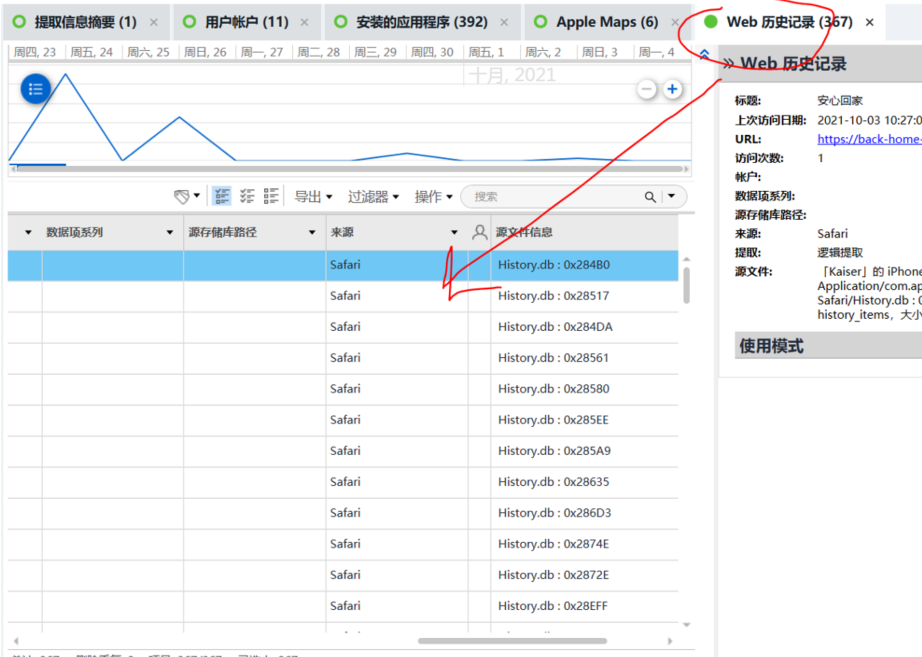 提取信息摘要 (1) ×
用户帐户 (11) ×
安装的应用程序 (392) ×
Apple Maps (6) ×
Web 历史记录 (367) ×
周四, 23 周五, 24 周六, 25 周日, 26 周一, 27 周二, 28 周三, 29 周四, 30 周五, 1 周六, 2 周日, 3 周一, 4
十月, 2021
导出 过滤器 操作 搜索
数据项系列 源存储库路径 来源 源文件信息
Safari History.db : 0x284B0
Safari History.db : 0x28517
Safari History.db : 0x284DA
Safari History.db : 0x28561
Safari History.db : 0x28580
Safari History.db : 0x285EE
Safari History.db : 0x285A9
Safari History.db : 0x28635
Safari History.db : 0x286D3
Safari History.db : 0x2874E
Safari History.db : 0x2872E
Safari History.db : 0x28EFF
» Web 历史记录
标题: 安心回家
上次访问日期: 2021-10-03 10:27:0
URL: https://back-home-
访问次数: 1
帐户:
数据项系列:
源存储库路径:
来源: Safari
提取: 逻辑提取
源文件: 「Kaiser」的 iPhone
Application/com.ap
Safari/History.db : 0
history_items, 大小
使用模式